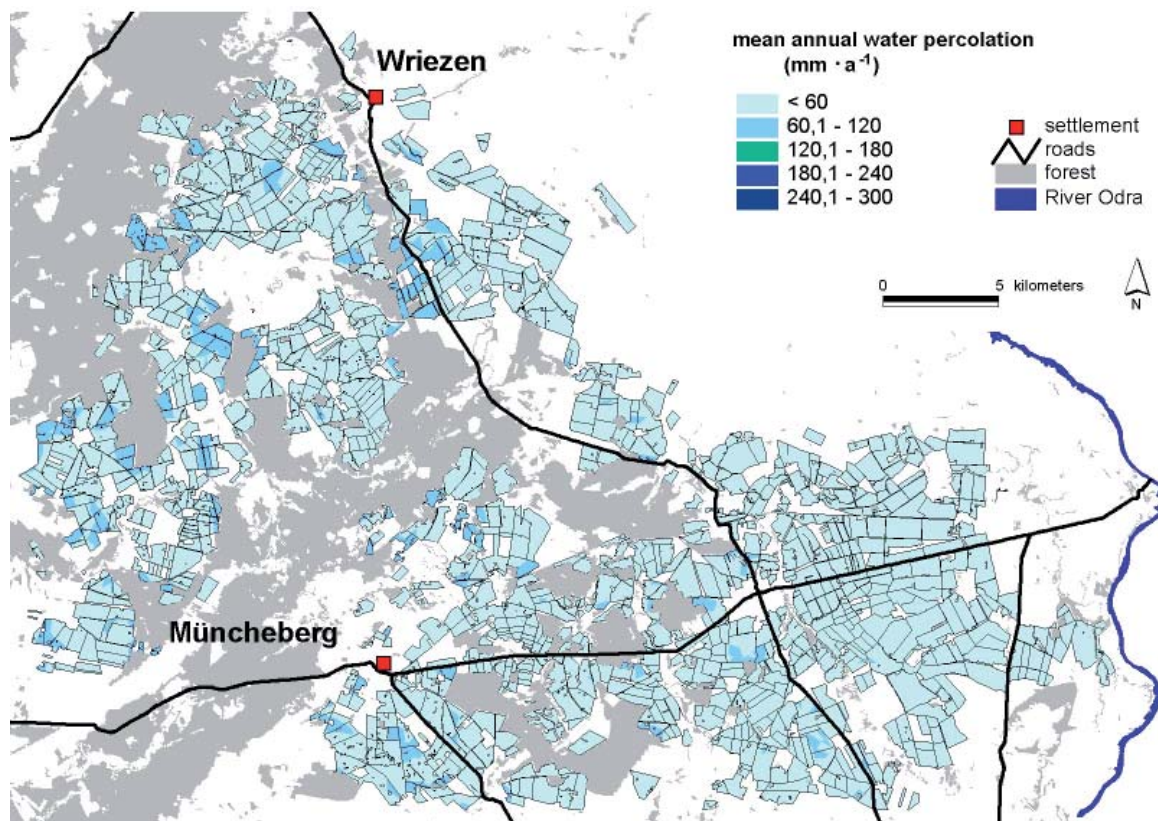 mean annual water percolation
(mm · a⁻¹)
< 60
60,1 - 120
120,1 - 180
180,1 - 240
240,1 - 300
settlement
roads
forest
River Odra
0 5 kilometers
N
Wriezen
Müncheberg